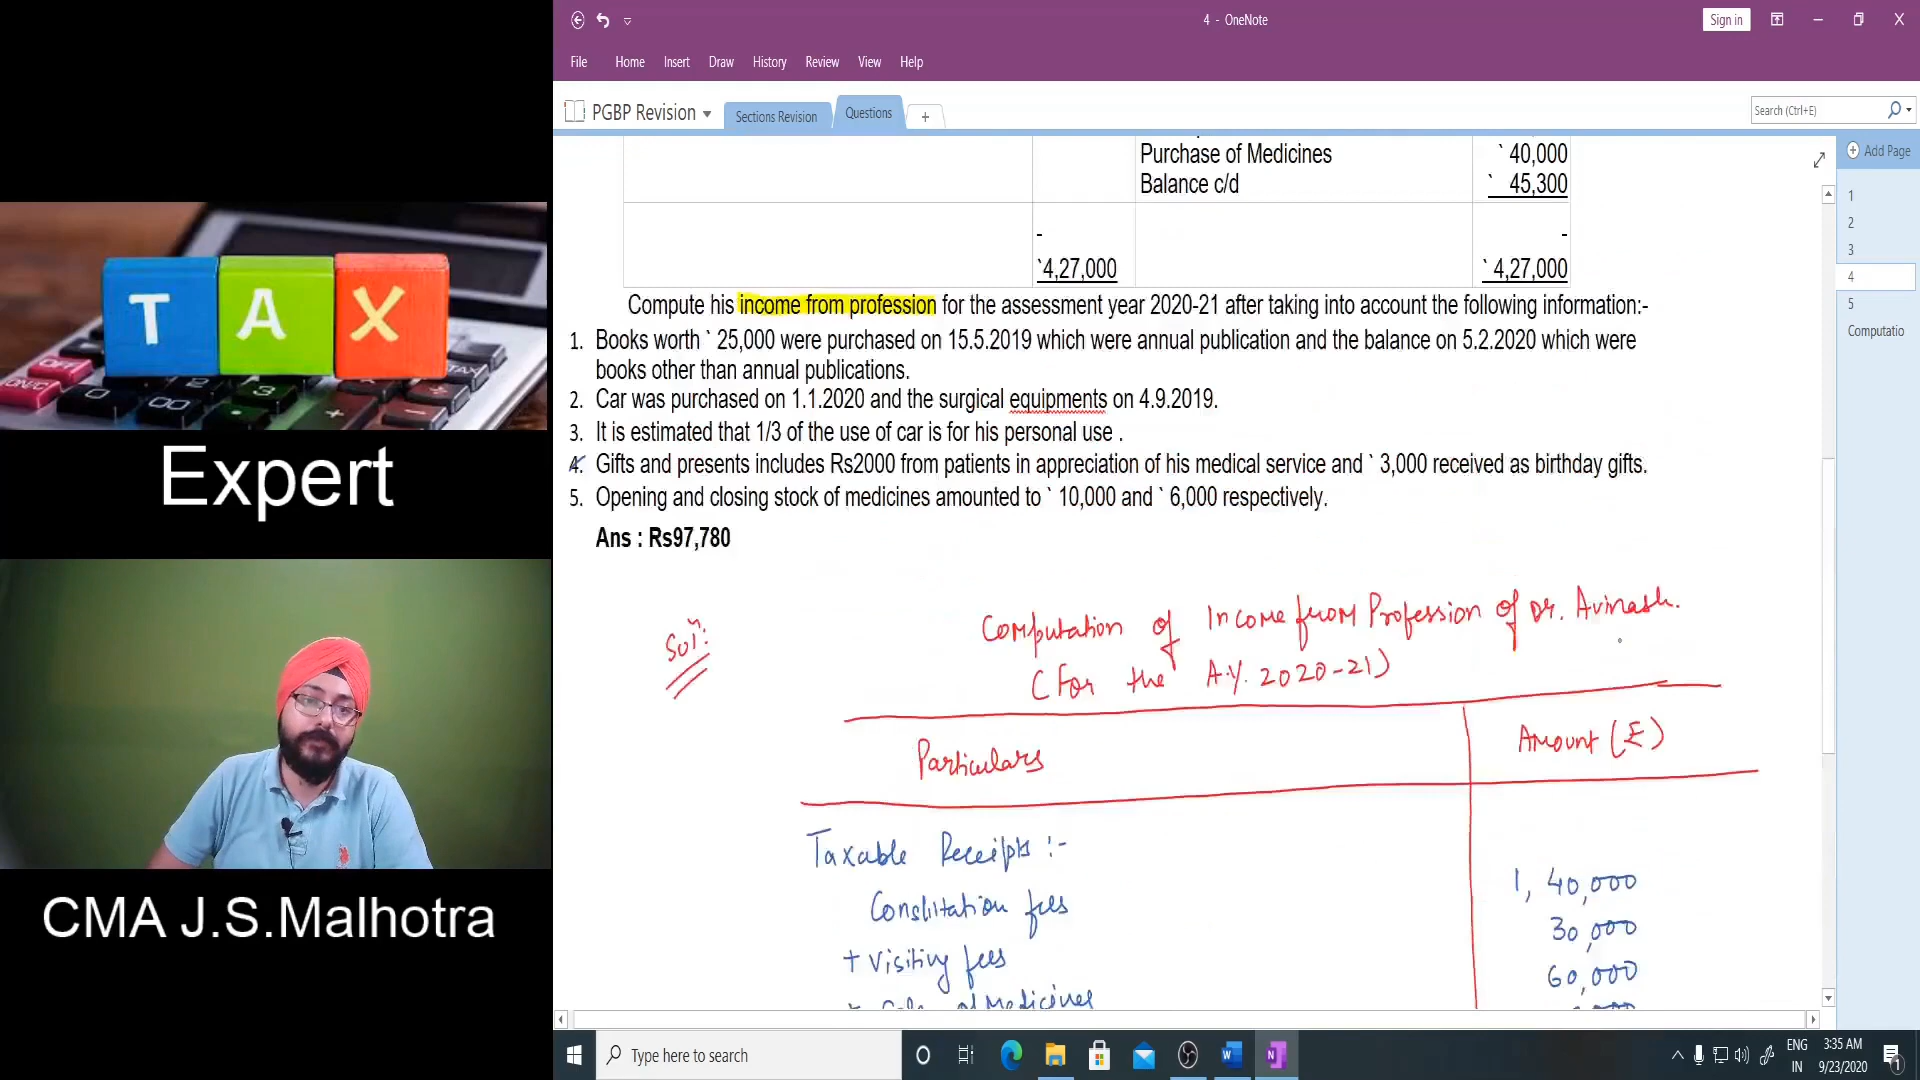 4 - OneNote
Sign in
File Home Insert Draw History Review View Help
PGBP Revision Sections Revision Questions +
Search (Ctrl+E)
Add Page
1
2
3
4
5
Computatio
Purchase of Medicines ` 40,000
Balance c/d ` 45,300
- -
`4,27,000 ` 4,27,000
Compute his income from profession for the assessment year 2020-21 after taking into account the following information:-
1. Books worth ` 25,000 were purchased on 15.5.2019 which were annual publication and the balance on 5.2.2020 which were
books other than annual publications.
2. Car was purchased on 1.1.2020 and the surgical equipments on 4.9.2019.
3. It is estimated that 1/3 of the use of car is for his personal use .
4. Gifts and presents includes Rs2000 from patients in appreciation of his medical service and ` 3,000 received as birthday gifts.
5. Opening and closing stock of medicines amounted to ` 10,000 and ` 6,000 respectively.
Ans : Rs97,780
Solⁿ:
Computation of Income from Profession of Dr. Avinash.
(For the A.Y. 2020-21)
Particulars Amount (₹)
Taxable Receipts :-
Consltation fees 1, 40,000
+ Visiting fees 30,000
60,000
TAX
Expert
CMA J.S.Malhotra
Type here to search
ENG
IN
3:35 AM
9/23/2020